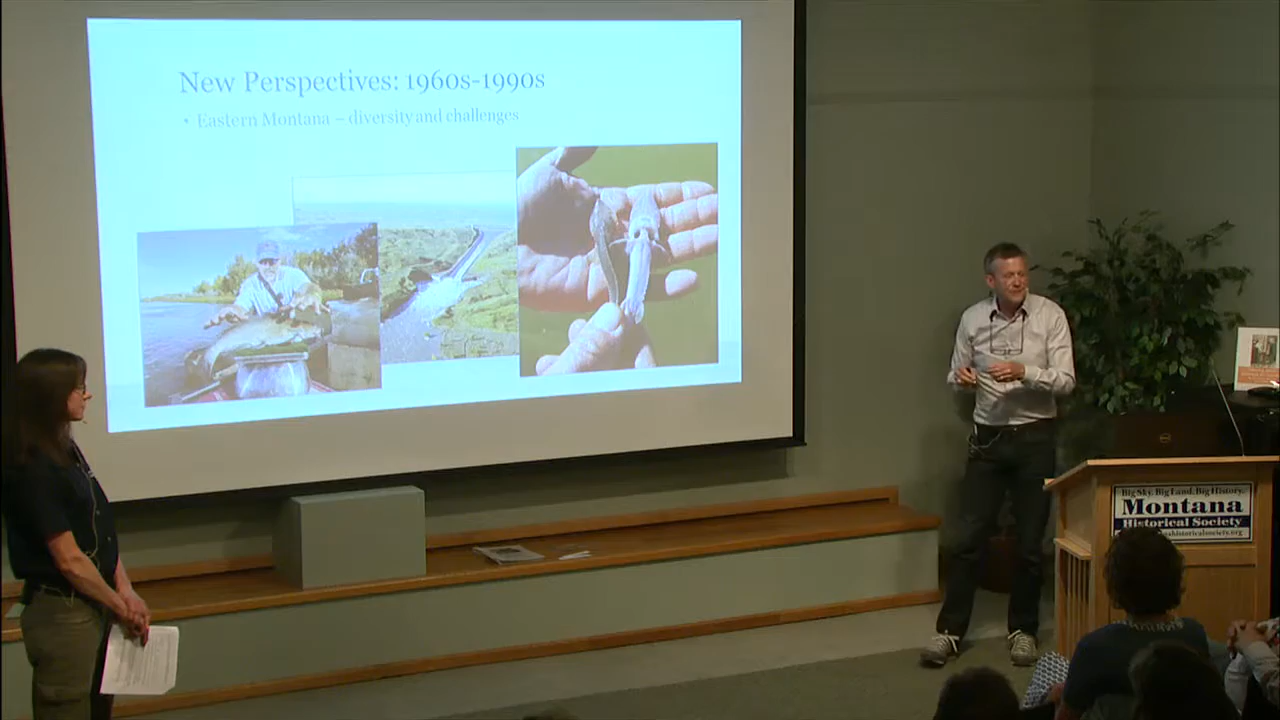 New Perspectives: 1960s-1990s
• Eastern Montana – diversity and challenges
Big Sky. Big Land. Big History.
Montana
Historical Society